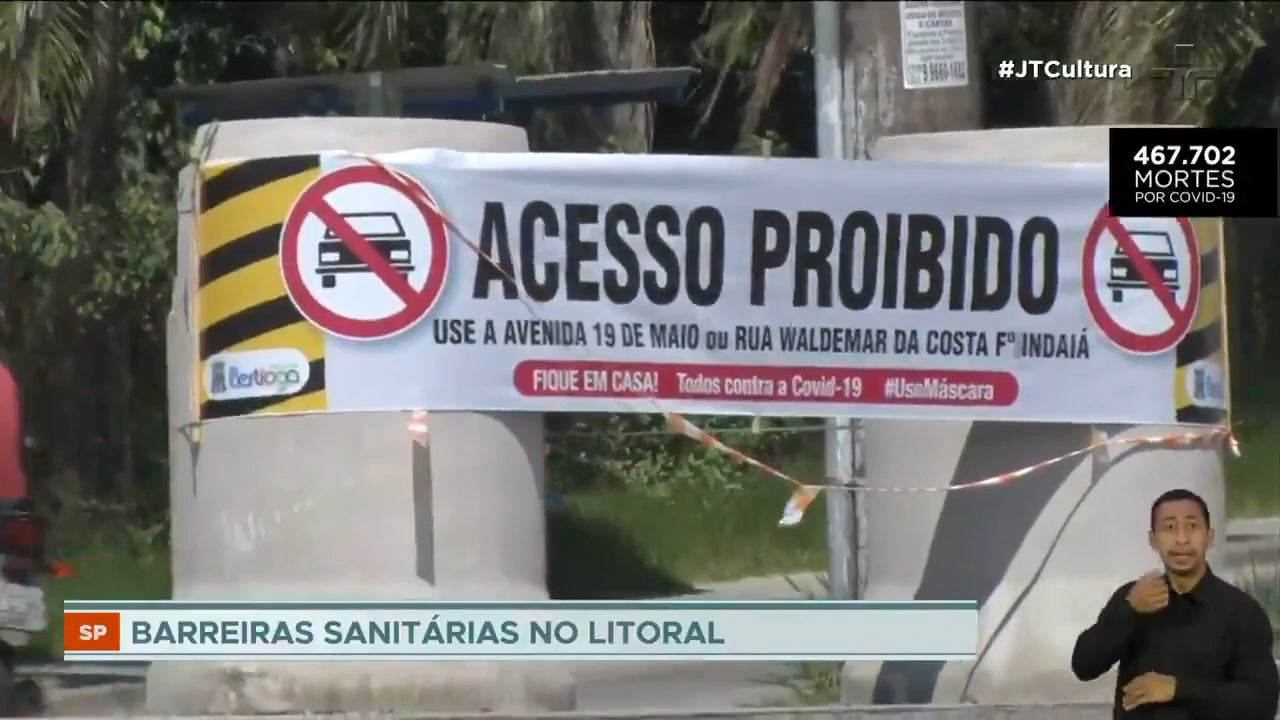 #JTCultura
467.702
MORTES
POR COVID-19
ACESSO PROIBIDO
USE A AVENIDA 19 DE MAIO OU RUA WALDEMAR DA COSTA Fº INDAIÁ
FIQUE EM CASA! Todos contra a Covid-19 #UseMáscara
Bertioga
SP BARREIRAS SANITÁRIAS NO LITORAL